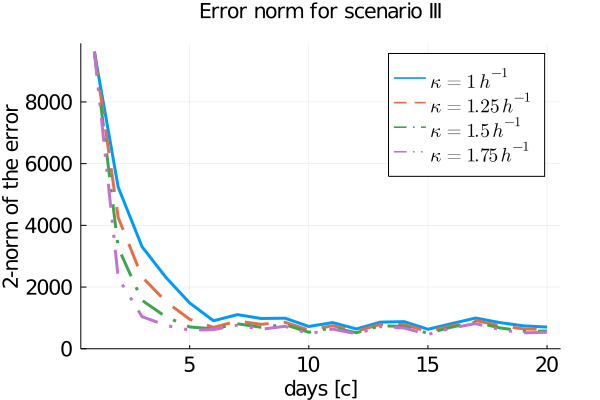 Error norm for scenario III
κ = 1 h⁻¹
κ = 1.25 h⁻¹
κ = 1.5 h⁻¹
κ = 1.75 h⁻¹
2-norm of the error
8000
6000
4000
2000
0
5
10
15
20
days [c]